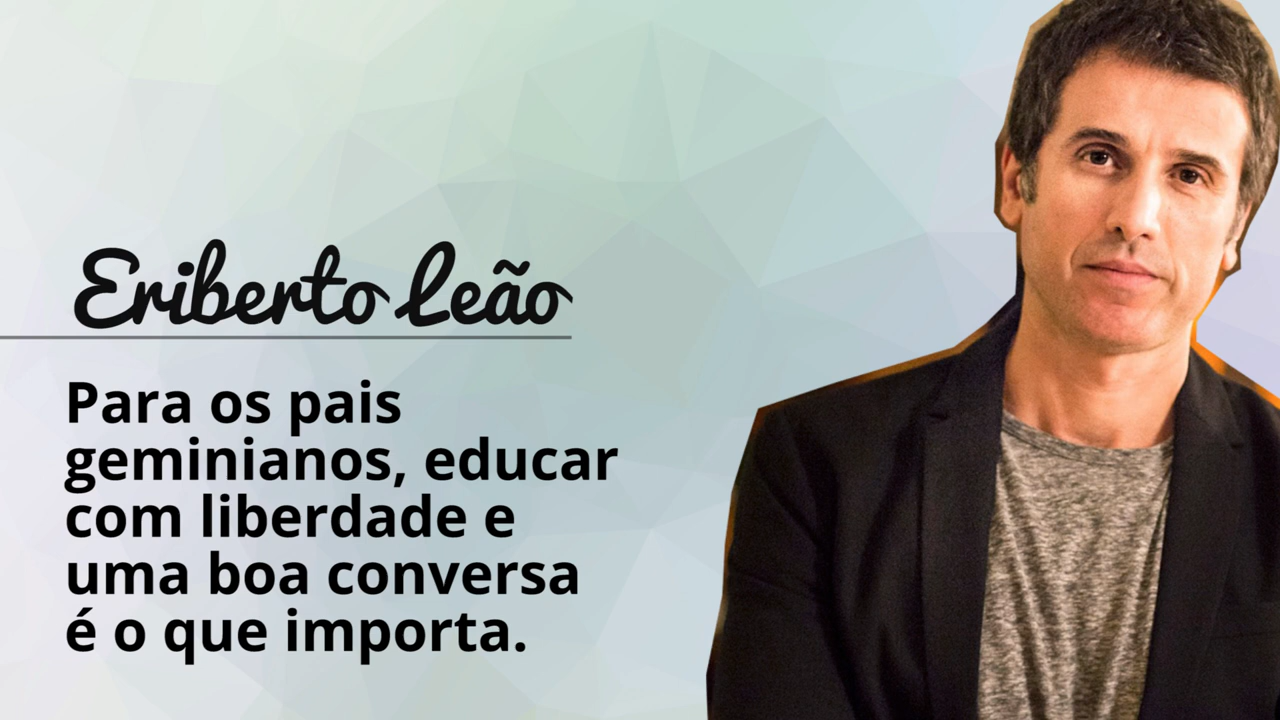 Eriberto Leão
Para os pais
geminianos, educar
com liberdade e
uma boa conversa
é o que importa.